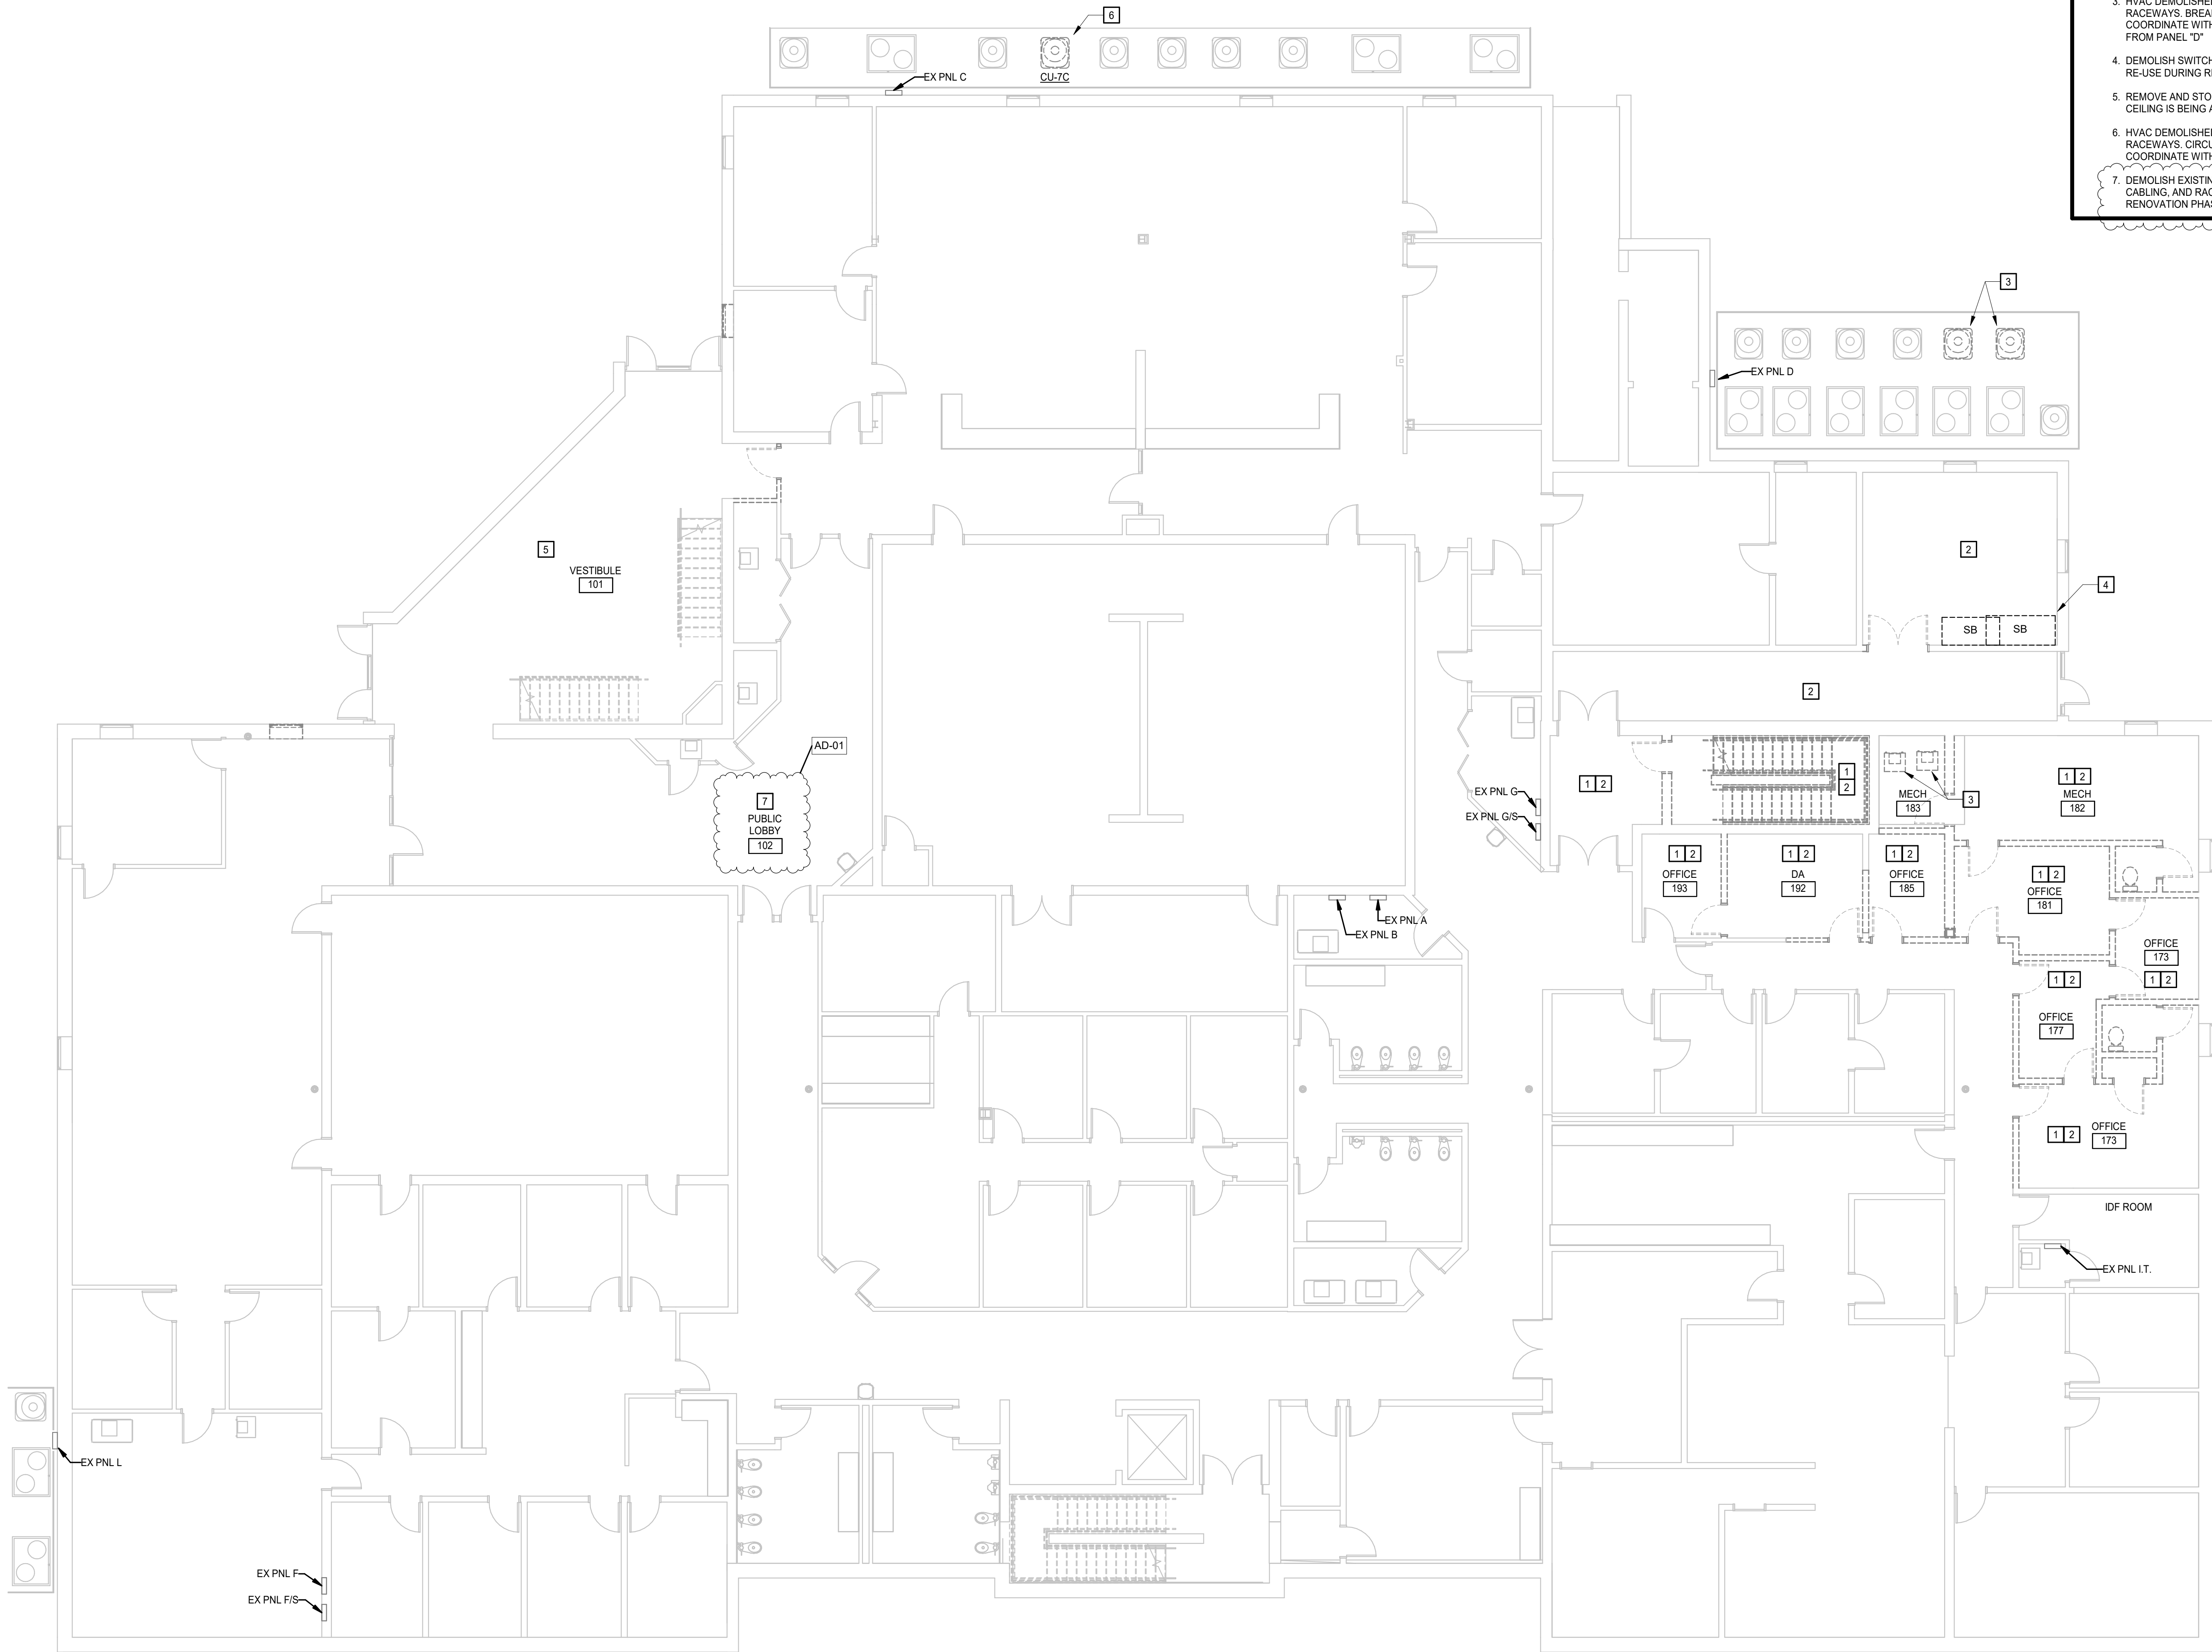 3. HVAC DEMOLISHED
RACEWAYS. BREA
COORDINATE WITH
FROM PANEL "D"
4. DEMOLISH SWITCH
RE-USE DURING RE
5. REMOVE AND STO
CEILING IS BEING A
6. HVAC DEMOLISHED
RACEWAYS. CIRCU
COORDINATE WITH
7. DEMOLISH EXISTIN
CABLING, AND RAC
RENOVATION PHAS
6
EX PNL C
CU-7C
3
EX PNL D
5
VESTIBULE
101
2
4
SB
SB
2
AD-01
7
PUBLIC
LOBBY
102
EX PNL G
EX PNL G/S
1 2
1
2
MECH
183
3
1 2
MECH
182
1 2
OFFICE
193
1 2
DA
192
1 2
OFFICE
185
1 2
OFFICE
181
EX PNL A
EX PNL B
OFFICE
173
1 2
1 2
OFFICE
177
1 2
OFFICE
173
IDF ROOM
EX PNL I.T.
EX PNL L
EX PNL F
EX PNL F/S